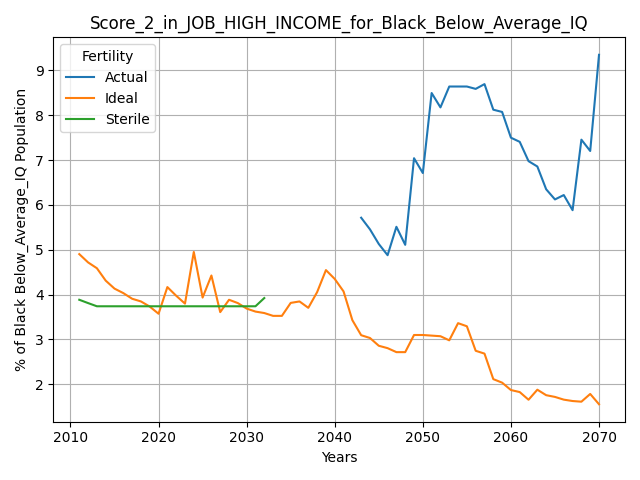 Score_2_in_JOB_HIGH_INCOME_for_Black_Below_Average_IQ
Fertility
Actual
Ideal
Sterile
% of Black Below_Average_IQ Population
9
8
7
6
5
4
3
2
2010 2020 2030 2040 2050 2060 2070
Years